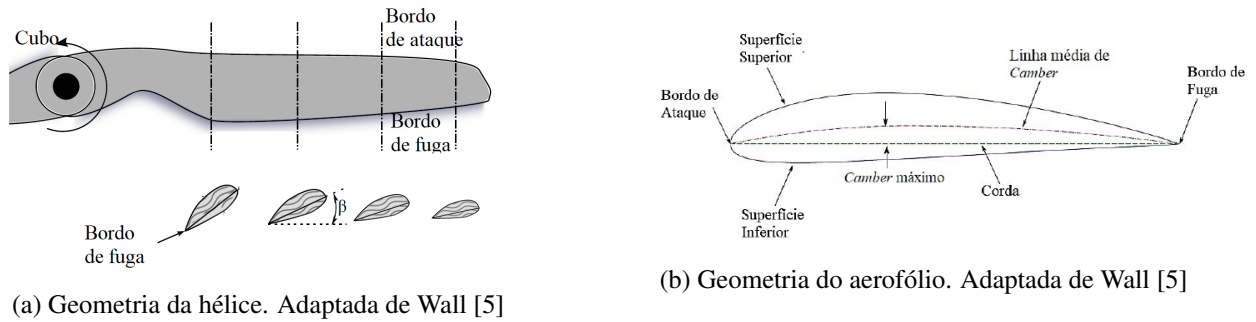 Cubo
Bordo
de ataque
Bordo
de fuga
β
Bordo
de fuga
(a) Geometria da hélice. Adaptada de Wall [5]
Superfície
Superior
Linha média de
Camber
Bordo de
Fuga
Bordo de
Ataque
Camber máximo
Corda
Superfície
Inferior
(b) Geometria do aerofólio. Adaptada de Wall [5]